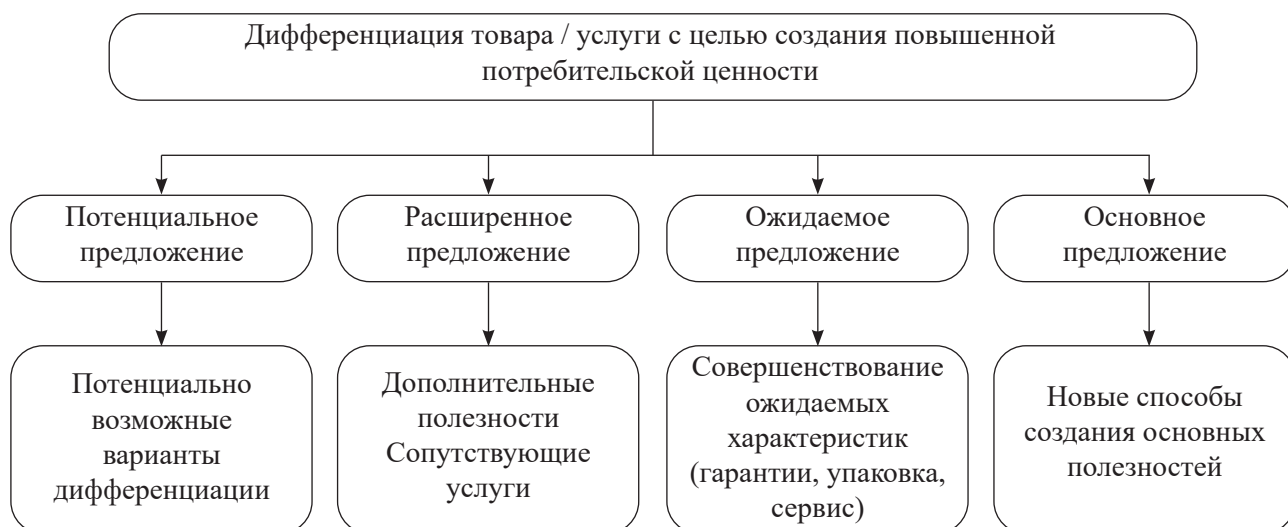 Дифференциация товара / услуги с целью создания повышенной
потребительской ценности
Потенциальное
предложение
Расширенное
предложение
Ожидаемое
предложение
Основное
предложение
Потенциально
возможные
варианты
дифференциации
Дополнительные
полезности
Сопутствующие
услуги
Совершенствование
ожидаемых
характеристик
(гарантии, упаковка,
сервис)
Новые способы
создания основных
полезностей